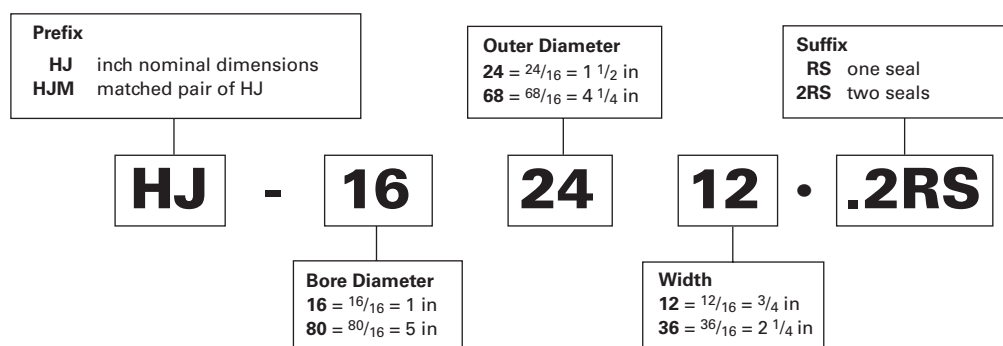 Prefix
HJ inch nominal dimensions
HJM matched pair of HJ
Outer Diameter
24 = 24/16 = 1 1/2 in
68 = 68/16 = 4 1/4 in
Suffix
RS one seal
2RS two seals
HJ - 16 24 12 • .2RS
Bore Diameter
16 = 16/16 = 1 in
80 = 80/16 = 5 in
Width
12 = 12/16 = 3/4 in
36 = 36/16 = 2 1/4 in